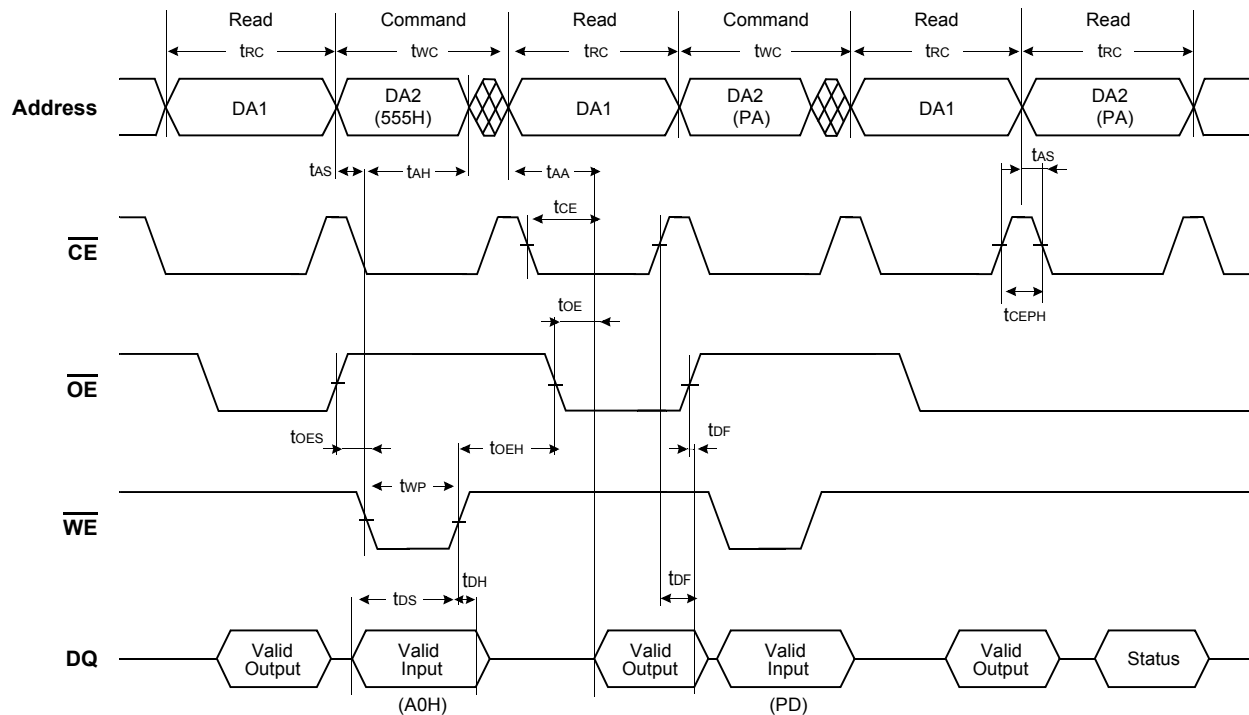 Read Command Read Command Read Read
tRC tWC tRC tWC tRC tRC
Address DA1 DA2 (555H) DA1 DA2 (PA) DA1 DA2 (PA)
tAS tAH tAA tAS
tCE
CE
tCEPH
tOE
OE
tOES tOEH tDF
tWP
WE
tDS tDH tDF
DQ Valid Output Valid Input Valid Output Valid Input Valid Output Status
(A0H) (PD)